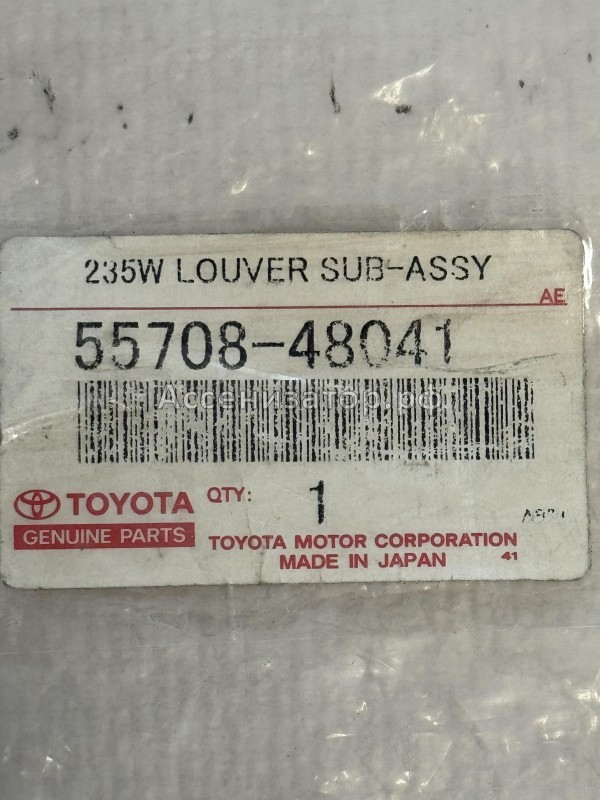 235W LOUVER SUB-ASSY
AE
55708-48041
Ассенизатор.рф
TOYOTA
GENUINE PARTS
QTY: 1
TOYOTA MOTOR CORPORATION
MADE IN JAPAN 41